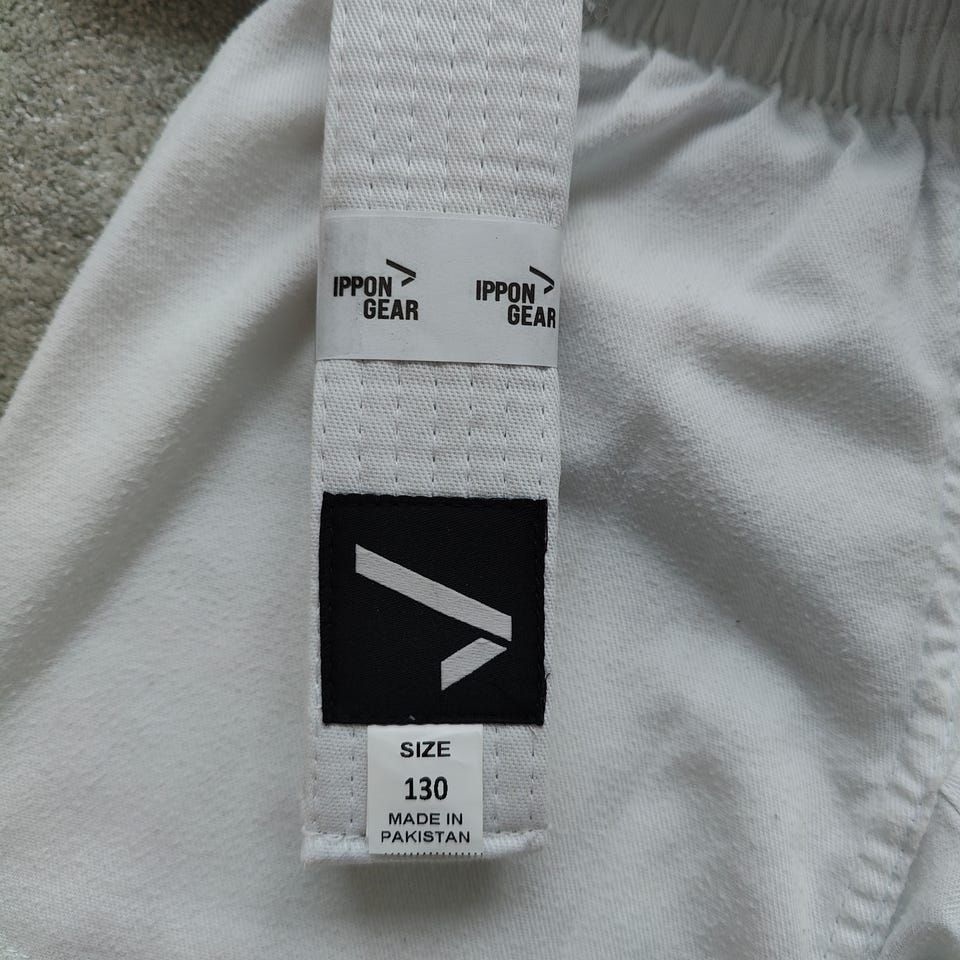 IPPON
GEAR
IPPON
GEAR
SIZE
130
MADE IN
PAKISTAN